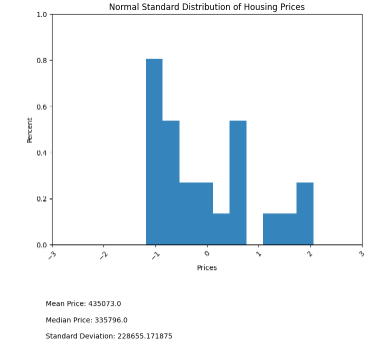 Normal Standard Distribution of Housing Prices
1.0
0.8
0.6
0.4
0.2
0.0
Percent
-3
-2
-1
0
1
2
3
Prices
Mean Price: 435073.0
Median Price: 335796.0
Standard Deviation: 228655.171875